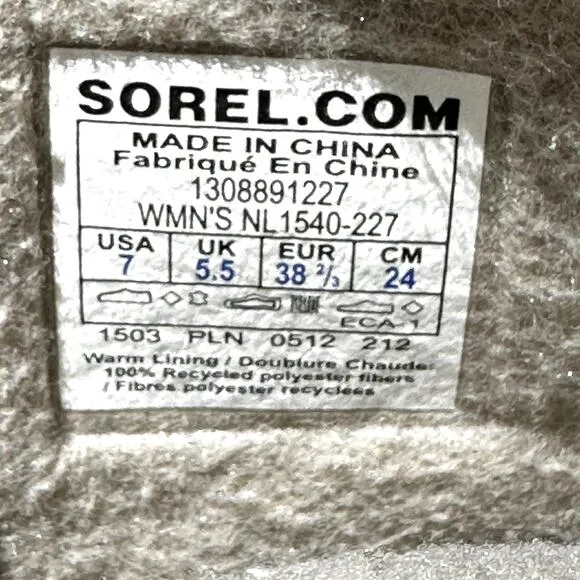 SOREL.COM
MADE IN CHINA
Fabriqué En Chine
1308891227
WMN'S NL1540-227
USA UK EUR CM
7 5.5 38 2/3 24
ECA-1
1503 PLN 0512 212
Warm Lining / Doublure Chaude:
100% Recycled polyester fibers
/ Fibres polyester recyclées